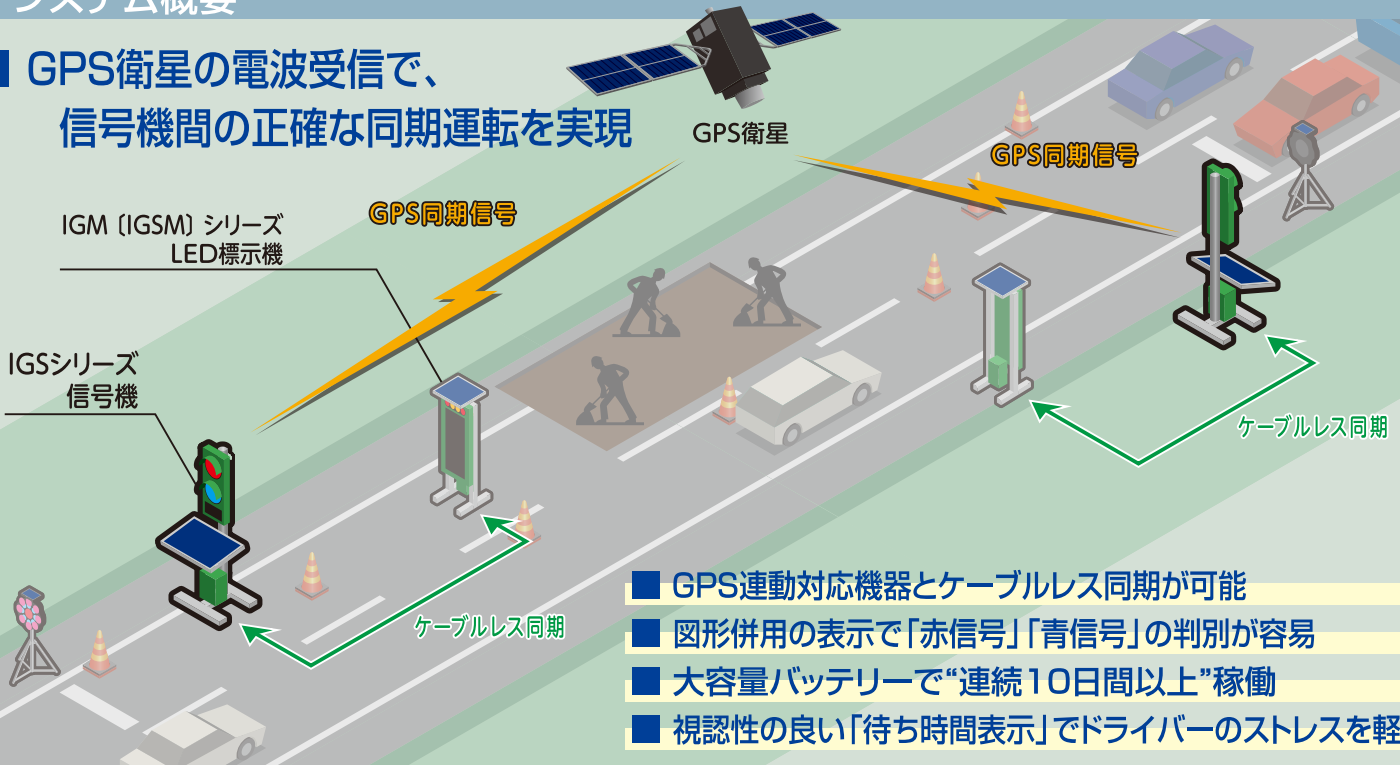 システム概要
GPS衛星の電波受信で、
信号機間の正確な同期運転を実現
GPS衛星
GPS同期信号
GPS同期信号
IGM〔IGSM〕シリーズ
LED標示機
IGSシリーズ
信号機
ケーブルレス同期
ケーブルレス同期
■ GPS連動対応機器とケーブルレス同期が可能
■ 図形併用の表示で「赤信号」「青信号」の判別が容易
■ 大容量バッテリーで“連続10日間以上”稼働
■ 視認性の良い「待ち時間表示」でドライバーのストレスを軽